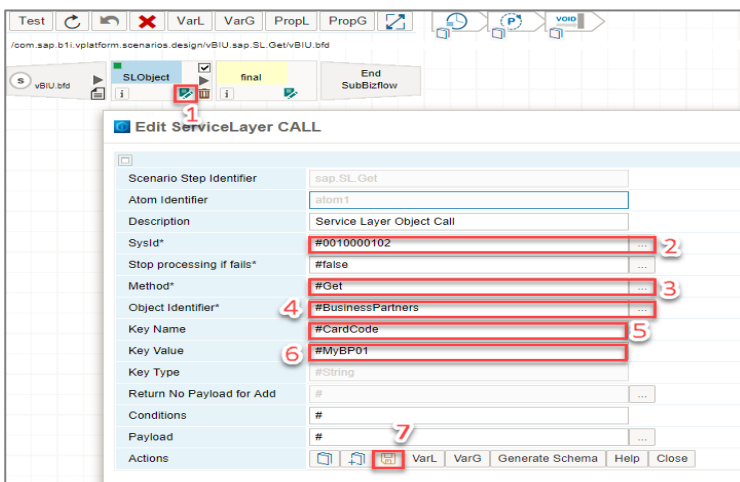 Test VarL VarG PropL PropG VOID
/com.sap.b1i.vplatform.scenarios.design/vBIU.sap.SL.Get/vBIU.bfd
S vBIU.bfd SLObject final End
SubBizflow
i i
1
Edit ServiceLayer CALL
Scenario Step Identifier sap.SL.Get
Atom Identifier atom1
Description Service Layer Object Call
SysId* #0010000102 ... 2
Stop processing if fails* #false ...
Method* #Get ... 3
Object Identifier* 4 #BusinessPartners ...
Key Name #CardCode 5
Key Value 6 #MyBP01
Key Type #String
Return No Payload for Add # ...
Conditions #
Payload # ...
7
Actions VarL VarG Generate Schema Help Close